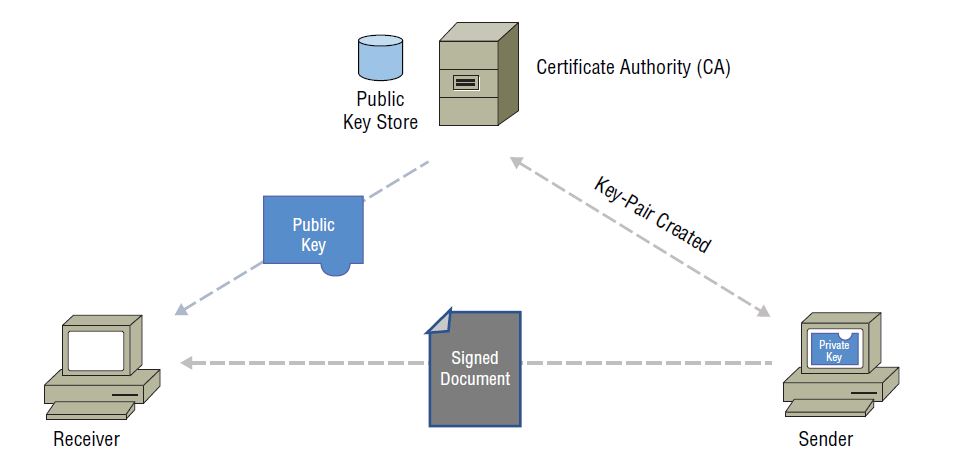 Certificate Authority (CA)
Public
Key Store
Key-Pair Created
Public
Key
Signed
Document
Private
Key
Receiver
Sender